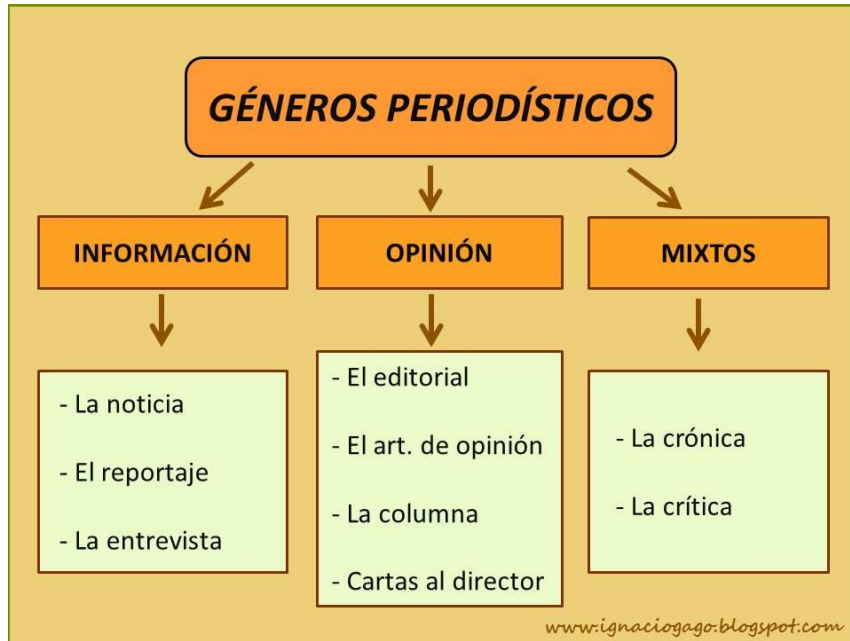 GÉNEROS PERIODÍSTICOS
INFORMACIÓN
- La noticia
- El reportaje
- La entrevista
OPINIÓN
- El editorial
- El art. de opinión
- La columna
- Cartas al director
MIXTOS
- La crónica
- La crítica
www.ignaciogago.blogspot.com